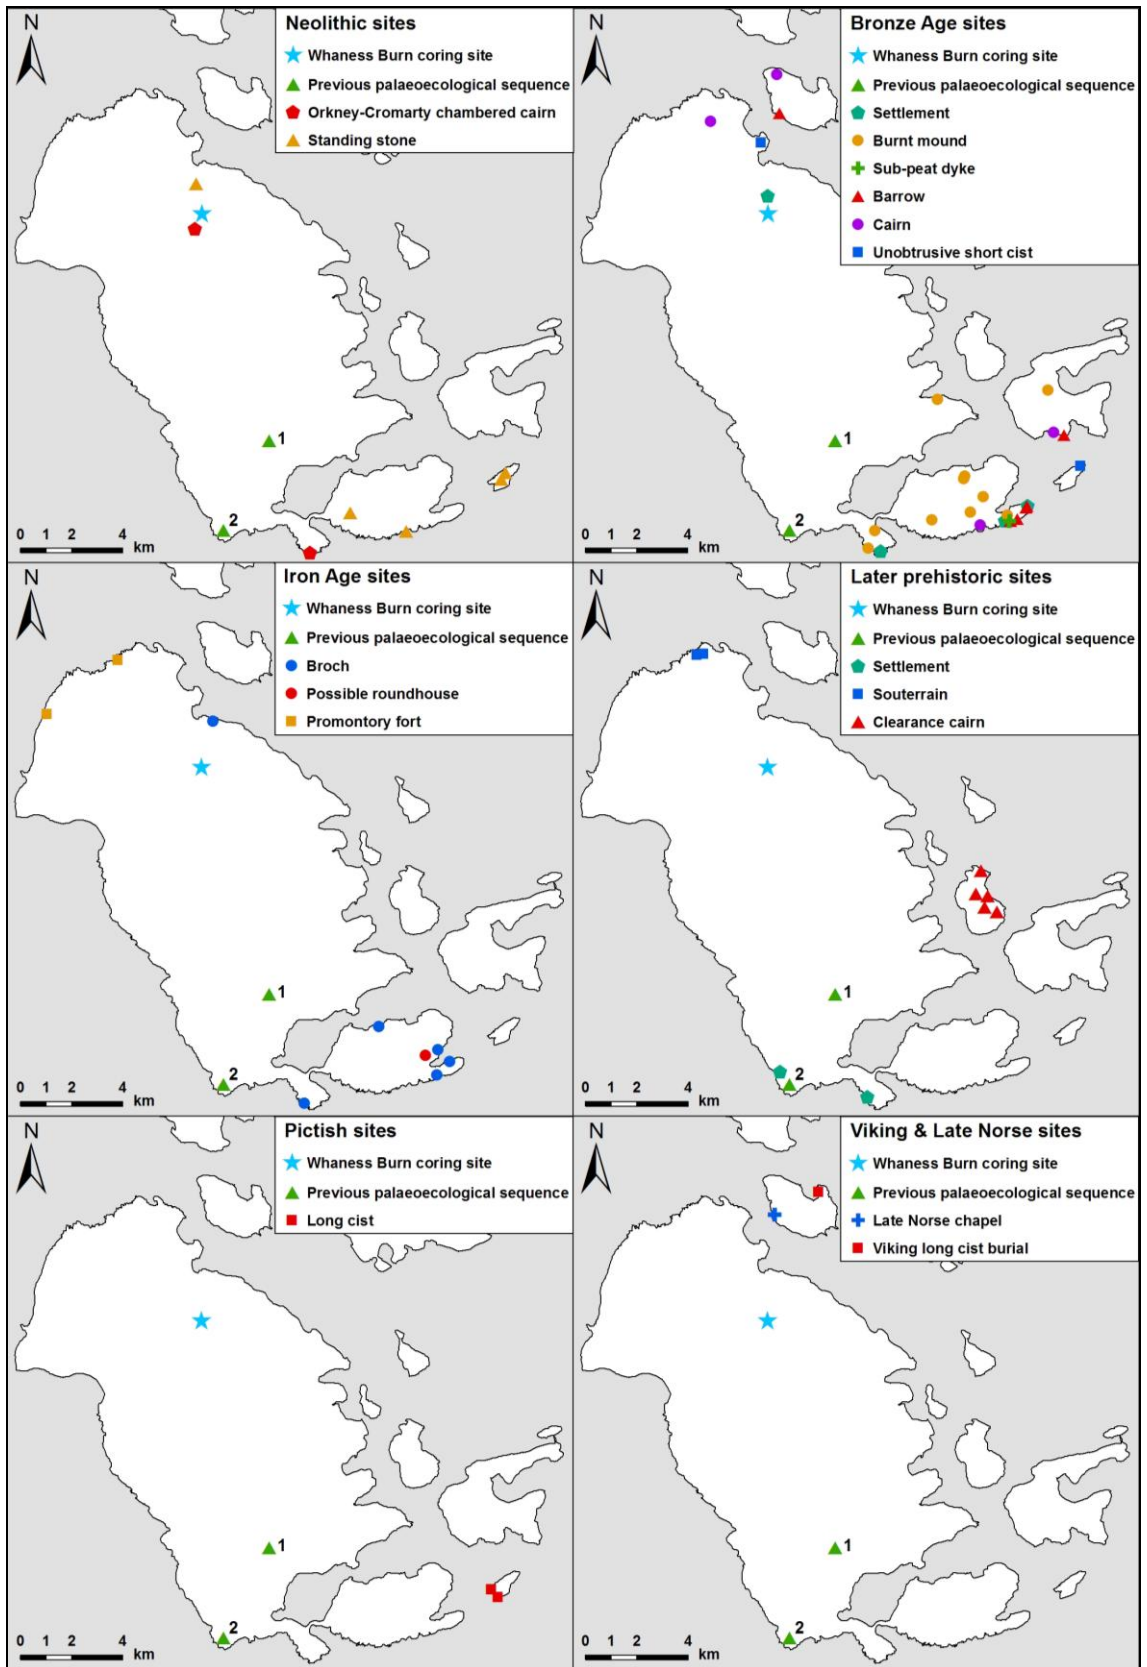 N
Neolithic sites
Whaness Burn coring site
Previous palaeoecological sequence
Orkney-Cromarty chambered cairn
Standing stone
1
2
0 1 2 4
km
N
Bronze Age sites
Whaness Burn coring site
Previous palaeoecological sequence
Settlement
Burnt mound
Sub-peat dyke
Barrow
Cairn
Unobtrusive short cist
1
2
0 1 2 4
km
N
Iron Age sites
Whaness Burn coring site
Previous palaeoecological sequence
Broch
Possible roundhouse
Promontory fort
1
2
0 1 2 4
km
N
Later prehistoric sites
Whaness Burn coring site
Previous palaeoecological sequence
Settlement
Souterrain
Clearance cairn
1
2
0 1 2 4
km
N
Pictish sites
Whaness Burn coring site
Previous palaeoecological sequence
Long cist
1
2
0 1 2 4
km
N
Viking & Late Norse sites
Whaness Burn coring site
Previous palaeoecological sequence
Late Norse chapel
Viking long cist burial
1
2
0 1 2 4
km